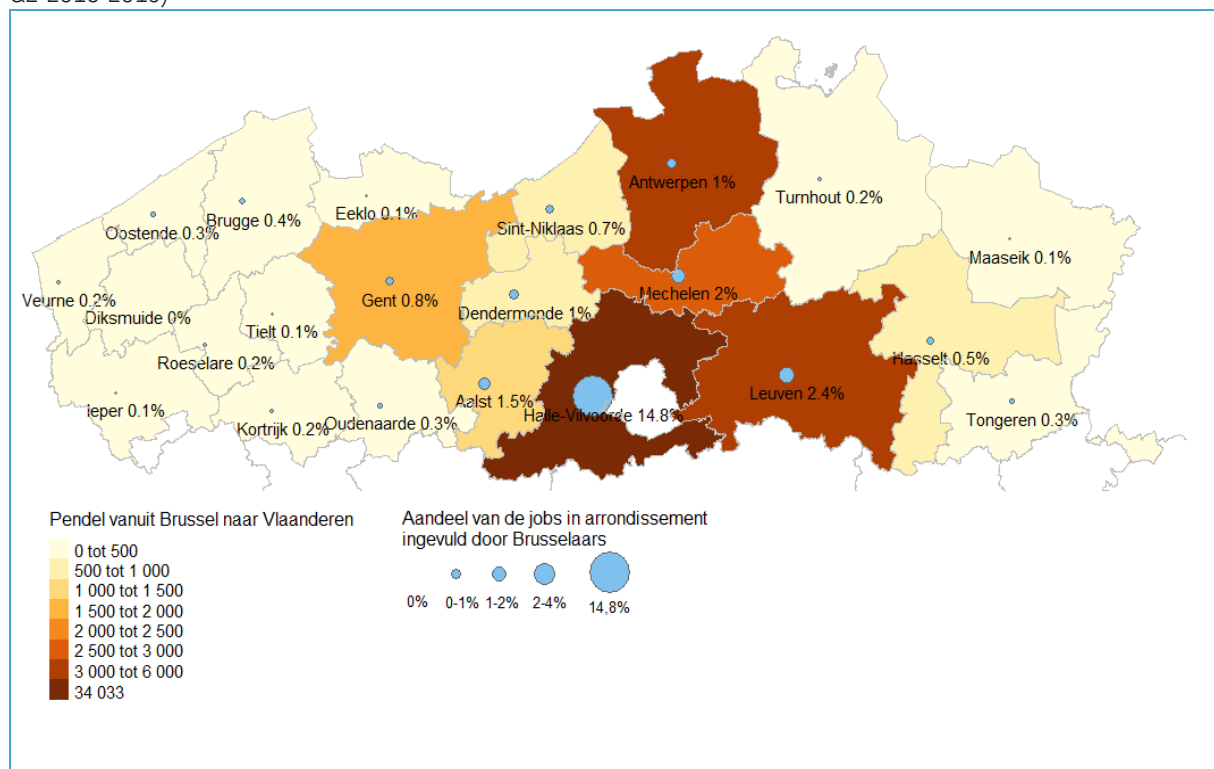 Antwerpen 1%
Turnhout 0.2%
Brugge 0.4%
Eeklo 0.1%
Sint-Niklaas 0.7%
Oostende 0.3%
Maaseik 0.1%
Veurne 0.2%
Diksmuide 0%
Gent 0.8%
Mechelen 2%
Dendermonde 1%
Tielt 0.1%
Roeselare 0.2%
Hasselt 0.5%
Ieper 0.1%
Kortrijk 0.2%
Oudenaarde 0.3%
Aalst 1.5%
Halle-Vilvoorde 14.8%
Leuven 2.4%
Tongeren 0.3%
Pendel vanuit Brussel naar Vlaanderen
0 tot 500
500 tot 1 000
1 000 tot 1 500
1 500 tot 2 000
2 000 tot 2 500
2 500 tot 3 000
3 000 tot 6 000
34 033
Aandeel van de jobs in arrondissement
ingevuld door Brusselaars
0% 0-1% 1-2% 2-4% 14,8%